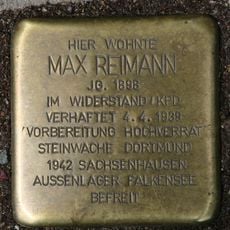 HIER WOHNTE
MAX REIMANN
JG. 1898
IM WIDERSTAND / KPD
VERHAFTET 4.4.1939
'VORBEREITUNG HOCHVERRAT'
STEINWACHE DORTMUND
1942 SACHSENHAUSEN
AUSSENLAGER FALKENSEE
BEFREIT